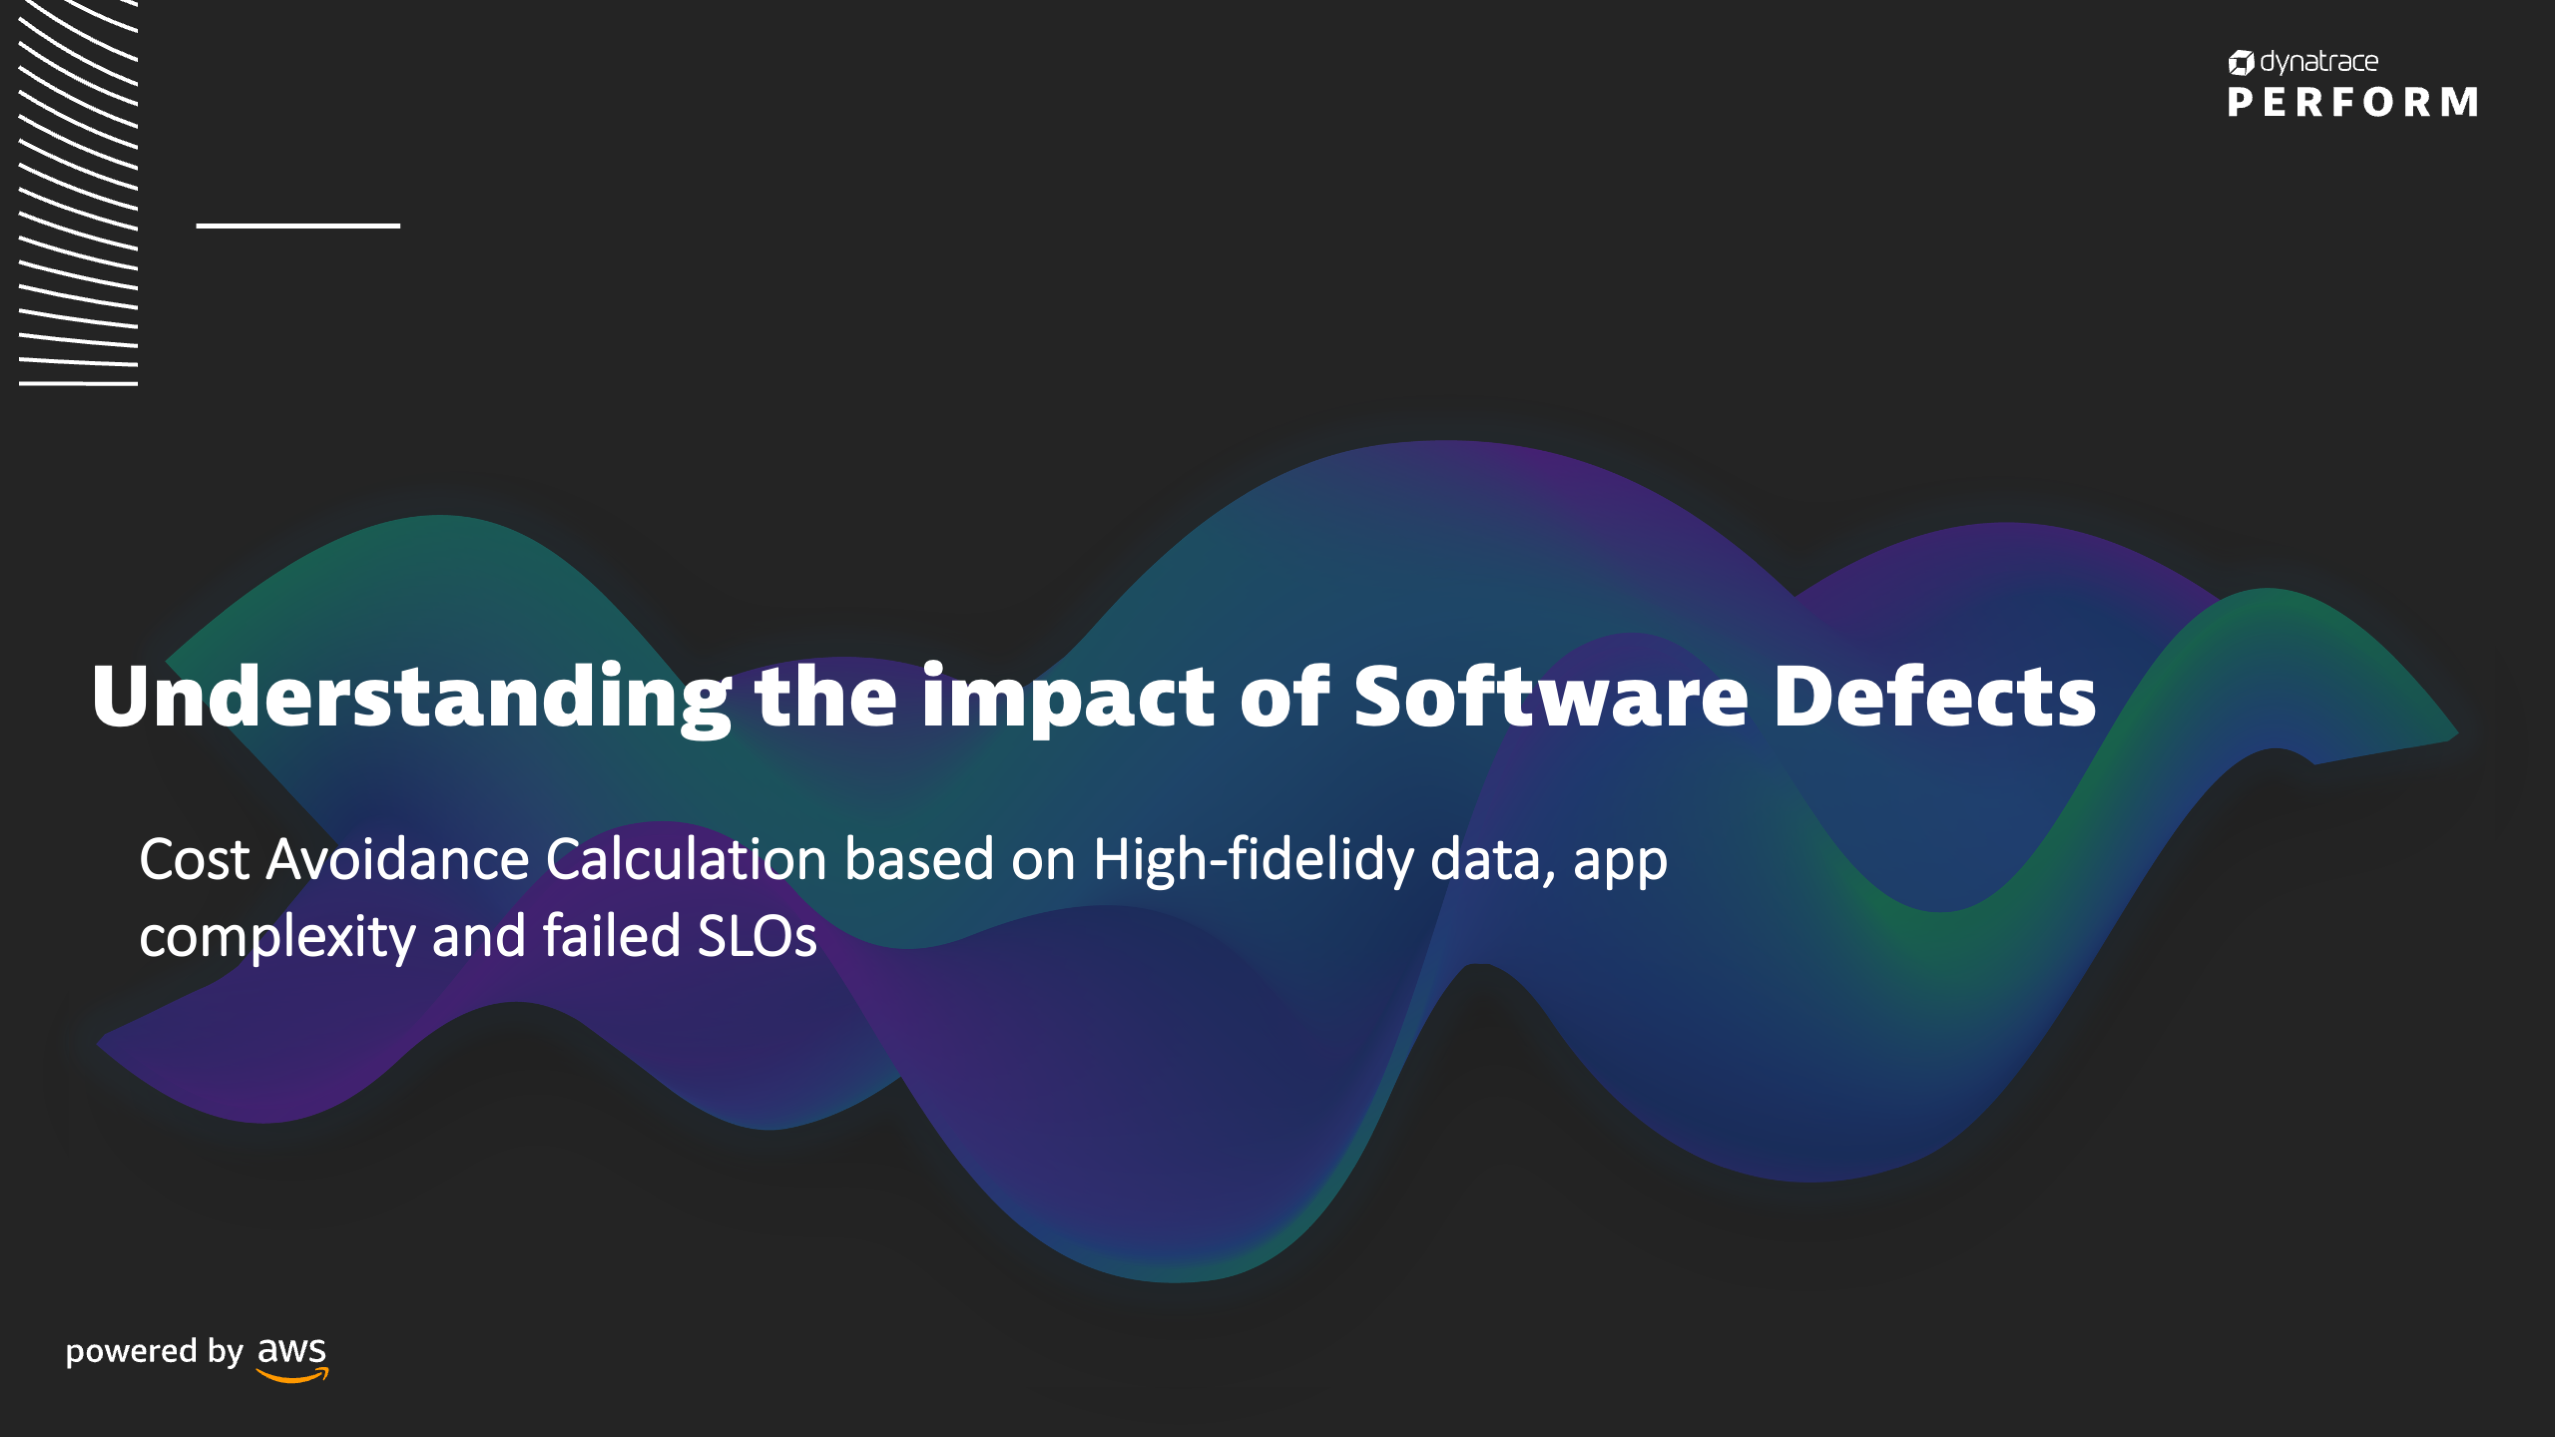 dynatrace
PERFORM
Understanding the impact of Software Defects
Cost Avoidance Calculation based on High-fidelidy data, app
complexity and failed SLOs
powered by aws